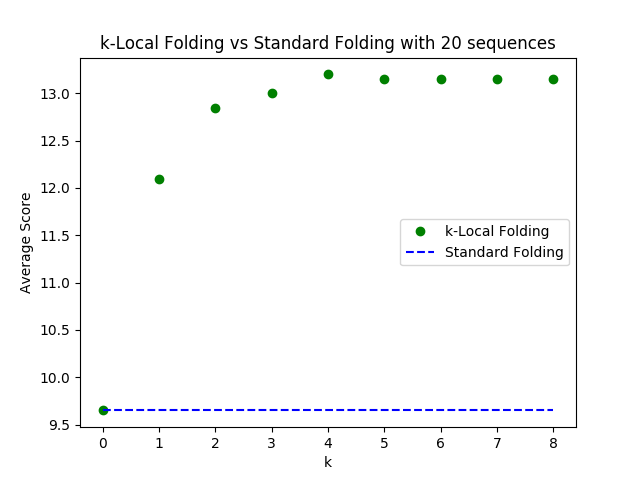 k-Local Folding vs Standard Folding with 20 sequences
Average Score
13.0
12.5
12.0
11.5
11.0
10.5
10.0
9.5
k-Local Folding
Standard Folding
0 1 2 3 4 5 6 7 8
k